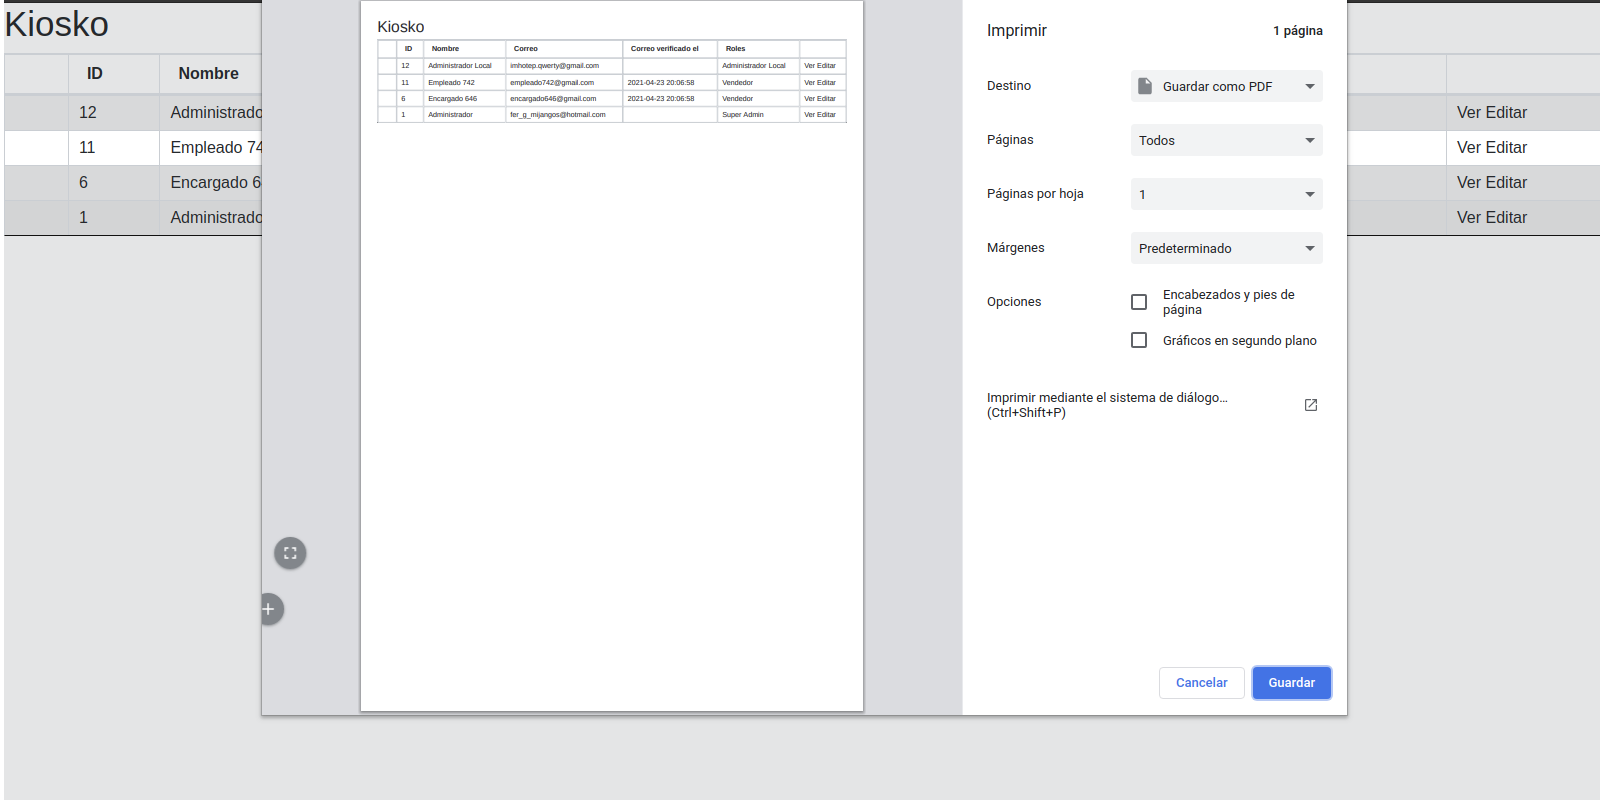 Kiosko
ID Nombre
12 Administrado Ver Editar
11 Empleado 74 Ver Editar
6 Encargado 6 Ver Editar
1 Administrado Ver Editar
Kiosko
ID Nombre Correo Correo verificado el Roles
12 Administrador Local imhotep.qwerty@gmail.com Administrador Local Ver Editar
11 Empleado 742 empleado742@gmail.com 2021-04-23 20:06:58 Vendedor Ver Editar
6 Encargado 646 encargado646@gmail.com 2021-04-23 20:06:58 Vendedor Ver Editar
1 Administrador fer_g_mijangos@hotmail.com Super Admin Ver Editar
Imprimir 1 página
Destino Guardar como PDF
Páginas Todos
Páginas por hoja 1
Márgenes Predeterminado
Opciones Encabezados y pies de
página
Gráficos en segundo plano
Imprimir mediante el sistema de diálogo…
(Ctrl+Shift+P)
Cancelar Guardar